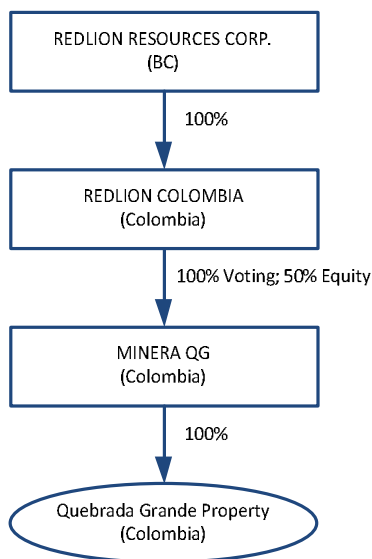 REDLION RESOURCES CORP.
(BC)
100%
REDLION COLOMBIA
(Colombia)
100% Voting; 50% Equity
MINERA QG
(Colombia)
100%
Quebrada Grande Property
(Colombia)